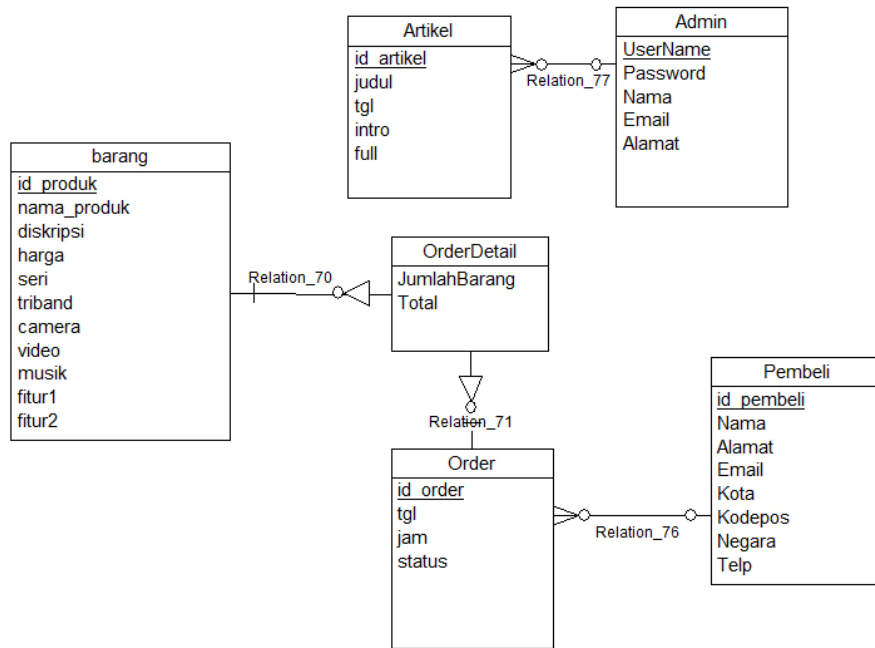 Artikel
id_artikel
judul
tgl
intro
full
Relation_77
Admin
UserName
Password
Nama
Email
Alamat
barang
id_produk
nama_produk
diskripsi
harga
seri
triband
camera
video
musik
fitur1
fitur2
Relation_70
OrderDetail
JumlahBarang
Total
Relation_71
Order
id_order
tgl
jam
status
Relation_76
Pembeli
id_pembeli
Nama
Alamat
Email
Kota
Kodepos
Negara
Telp